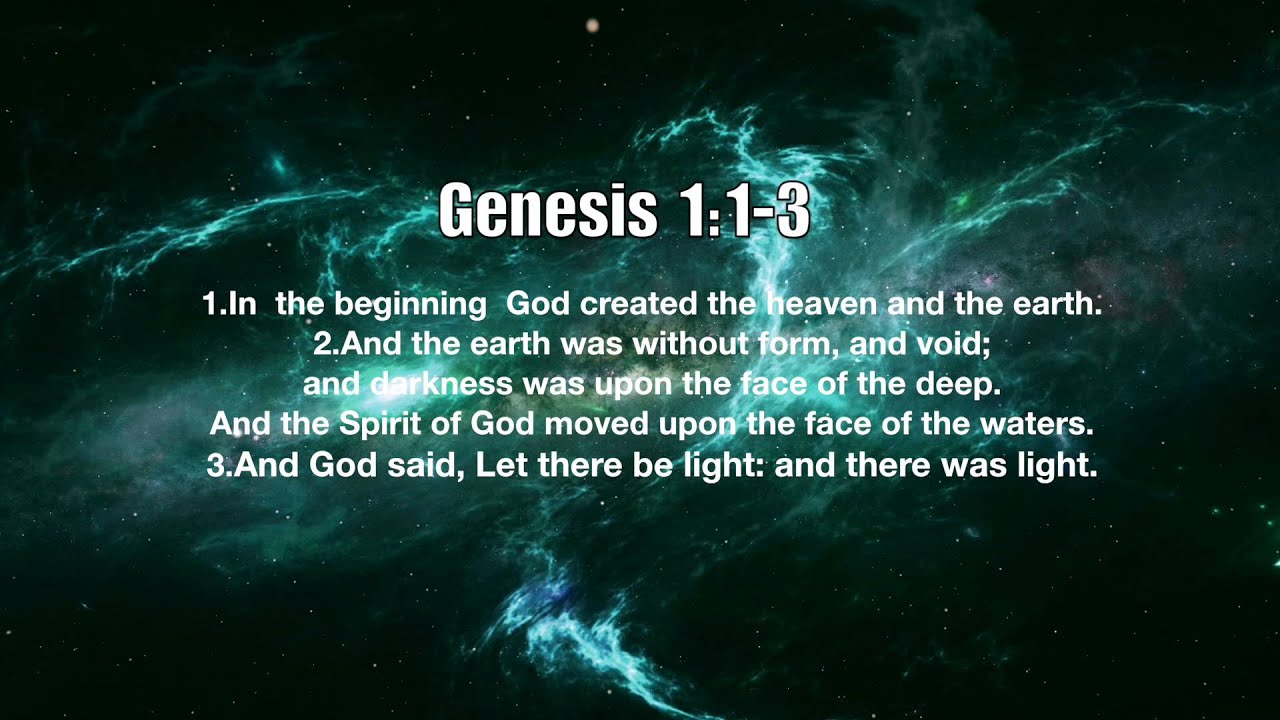 Genesis 1:1-3
1.In  the beginning  God created the heaven and the earth.
2.And the earth was without form, and void;
and darkness was upon the face of the deep.
And the Spirit of God moved upon the face of the waters.
3.And God said, Let there be light: and there was light.